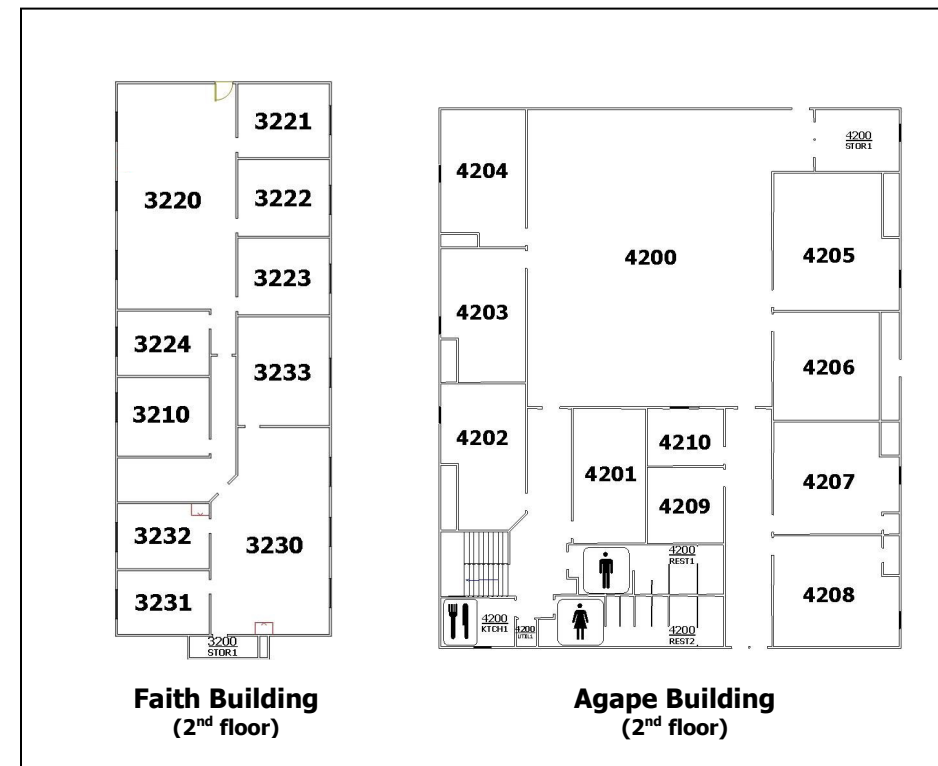 3221
3220
3222
3223
3224
3233
3210
3232
3230
3231
3200
STOR1
Faith Building
(2nd floor)
4200
STOR1
4204
4200
4205
4203
4206
4202
4210
4201
4207
4209
4200
REST1
4208
4200
KTCH1
4200
UTIL1
4200
REST2
Agape Building
(2nd floor)